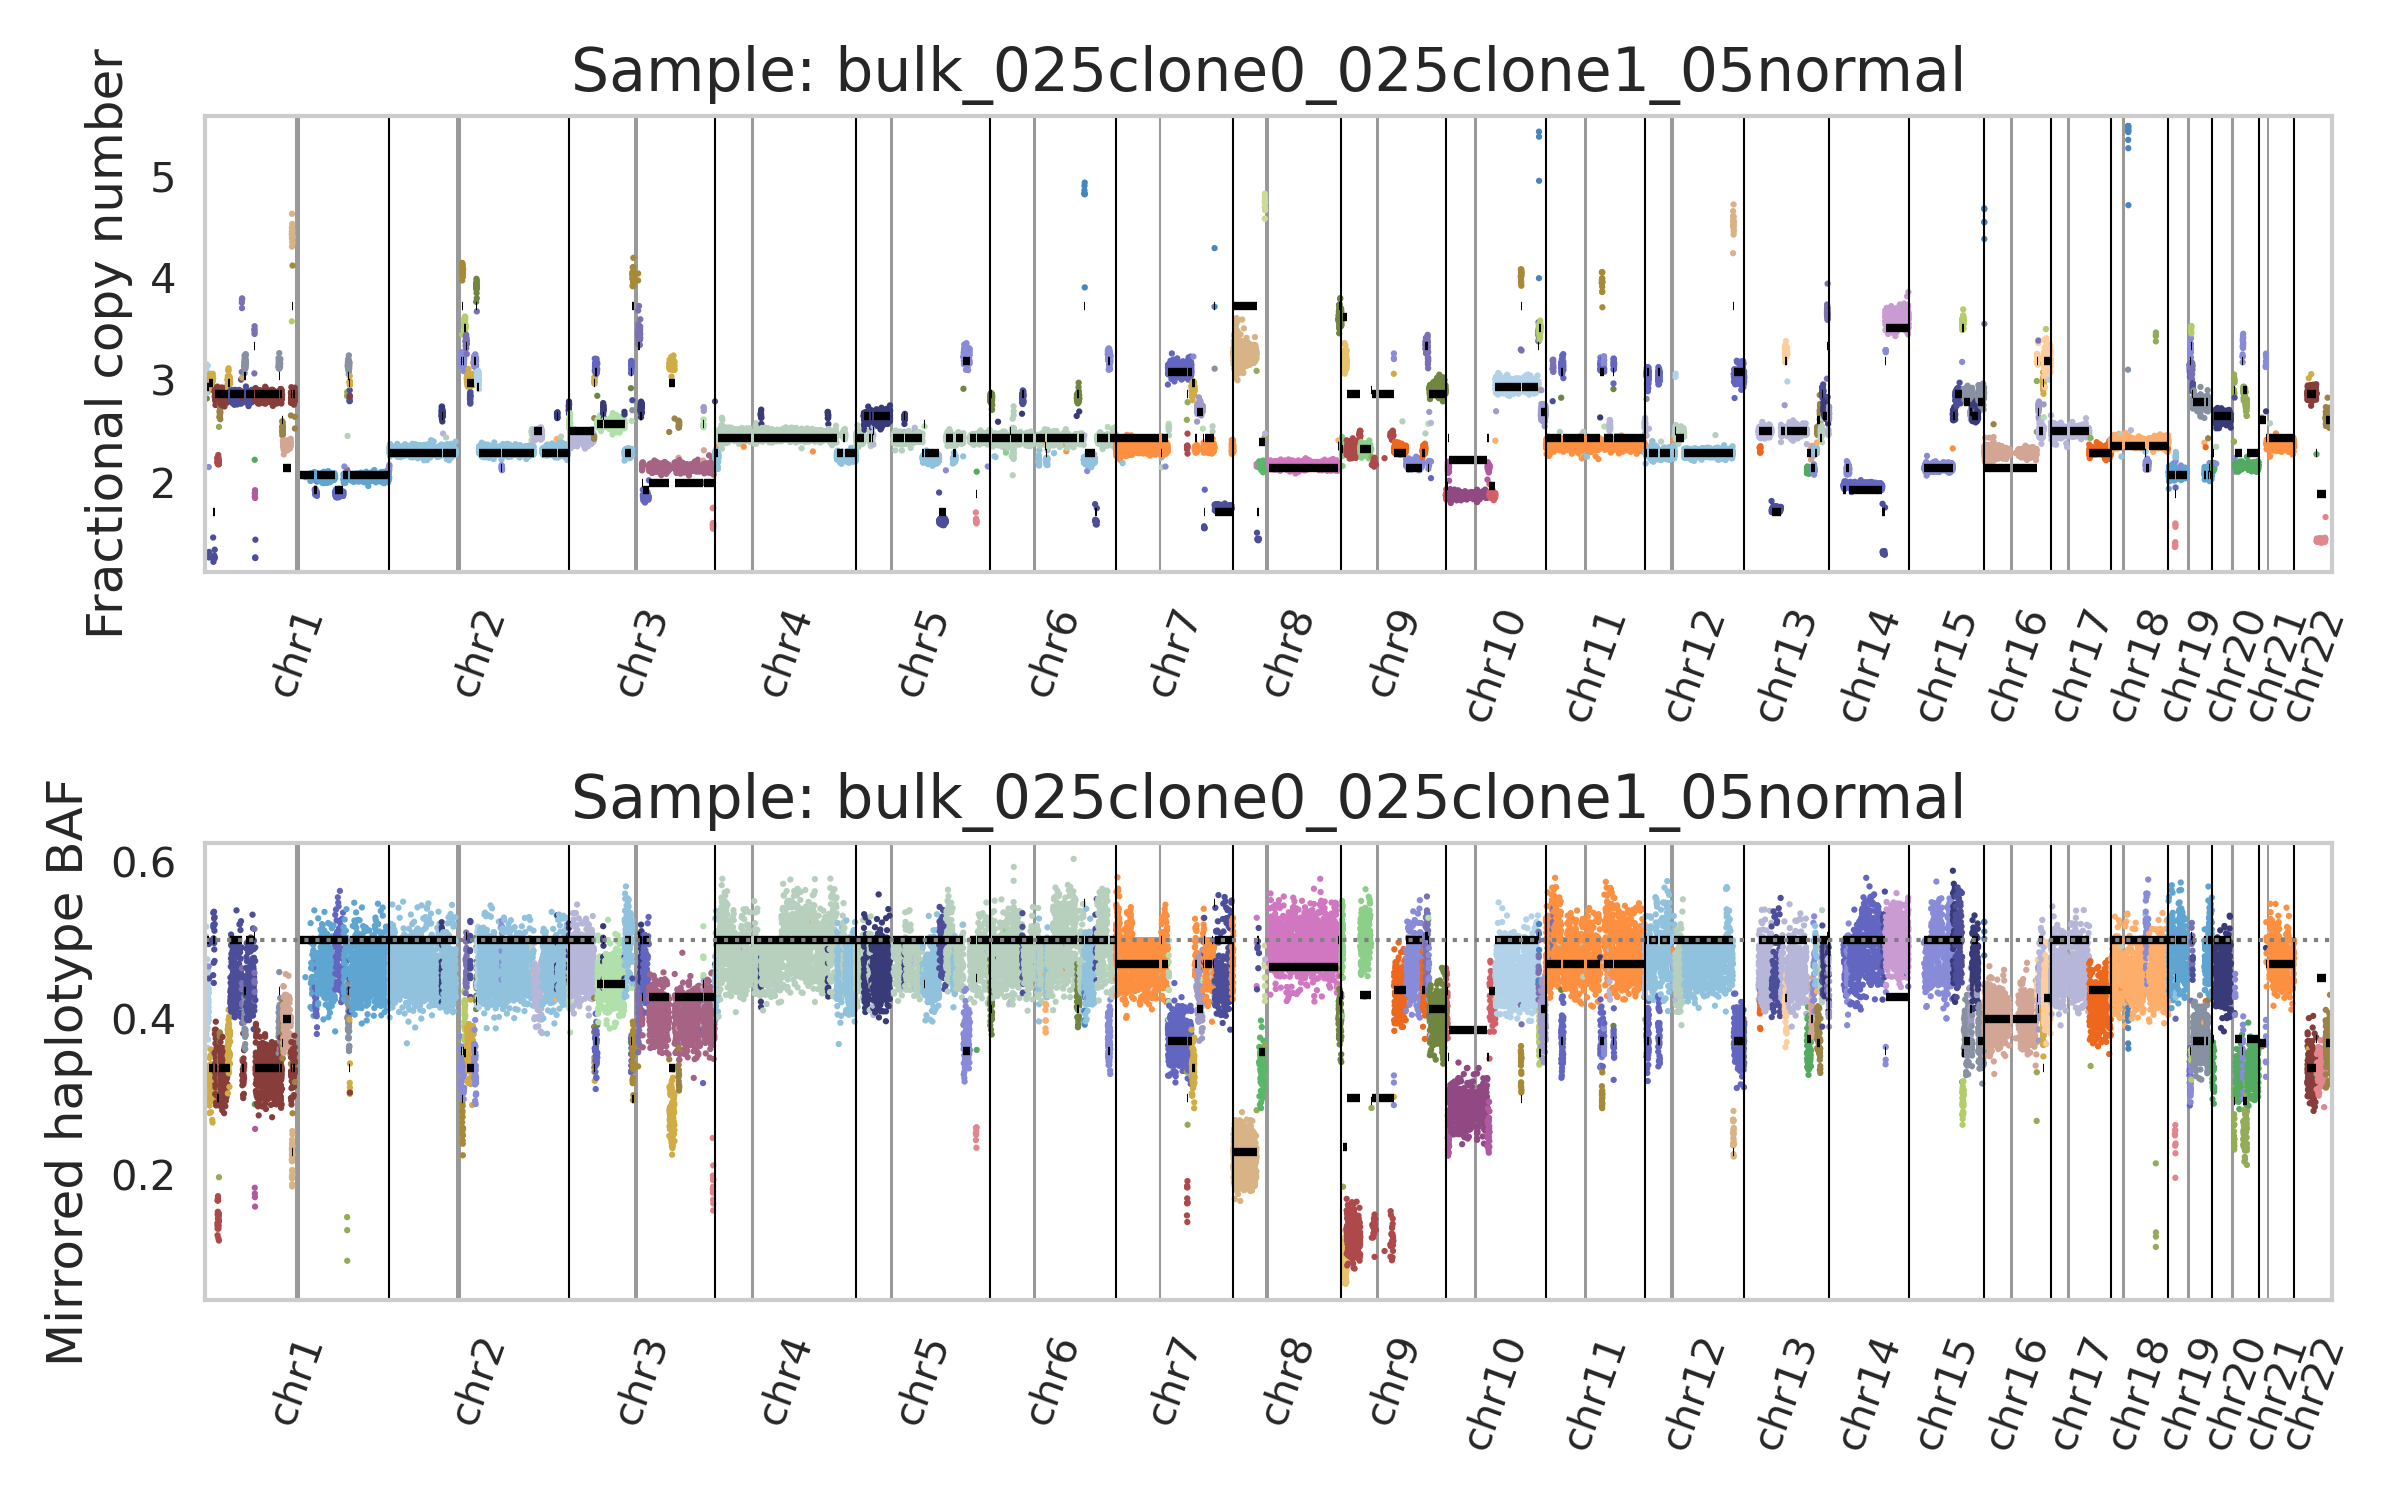 Sample: bulk_025clone0_025clone1_05normal
Fractional copy number
5
4
3
2
chr1 chr2 chr3 chr4 chr5 chr6 chr7 chr8 chr9 chr10 chr11 chr12 chr13 chr14 chr15 chr16 chr17 chr18 chr19 chr20 chr21 chr22
Sample: bulk_025clone0_025clone1_05normal
Mirrored haplotype BAF
0.6
0.4
0.2
chr1 chr2 chr3 chr4 chr5 chr6 chr7 chr8 chr9 chr10 chr11 chr12 chr13 chr14 chr15 chr16 chr17 chr18 chr19 chr20 chr21 chr22